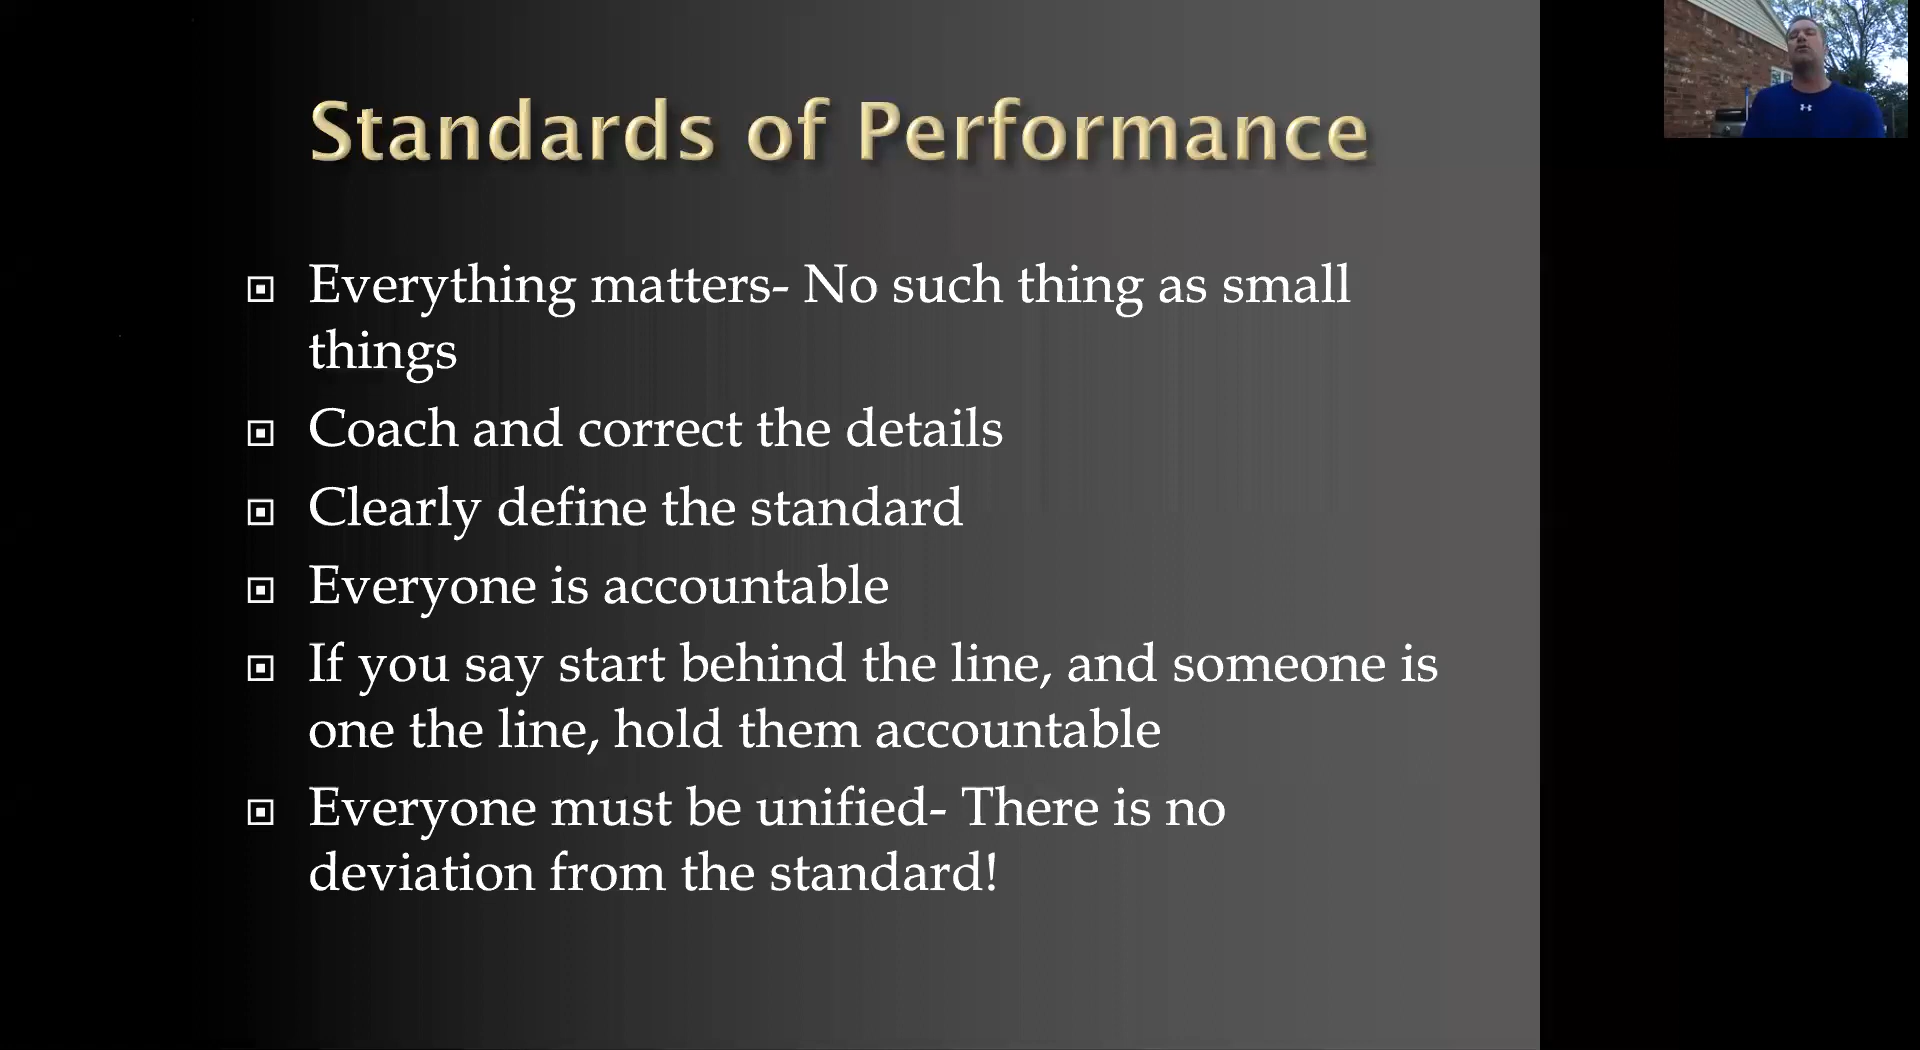 Standards of Performance
Everything matters- No such thing as small
things
Coach and correct the details
Clearly define the standard
Everyone is accountable
If you say start behind the line, and someone is
one the line, hold them accountable
Everyone must be unified- There is no
deviation from the standard!